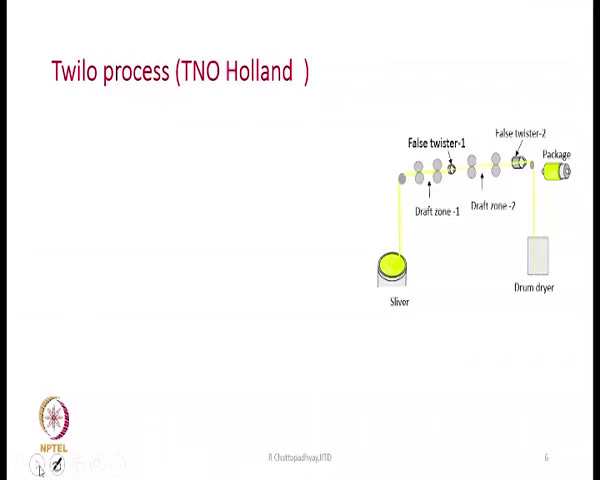 Twilo process (TNO Holland  )
False twister-1
False twister-2
Package
Draft zone -1
Draft zone -2
Drum dryer
Sliver
NPTEL
R Chattopadhyay,IITD
6